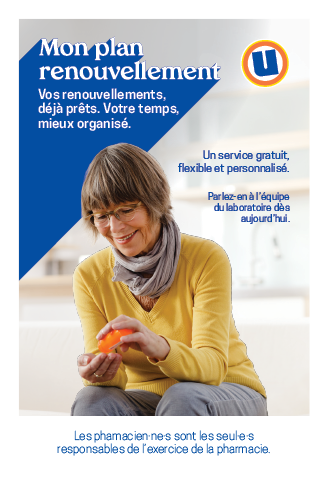 Mon plan
renouvellement
U
Vos renouvellements,
déjà prêts. Votre temps,
mieux organisé.
Un service gratuit,
flexible et personnalisé.
Parlez-en à l'équipe
du laboratoire dès
aujourd'hui.
Les pharmacien·ne·s sont les seul·e·s
responsables de l'exercice de la pharmacie.